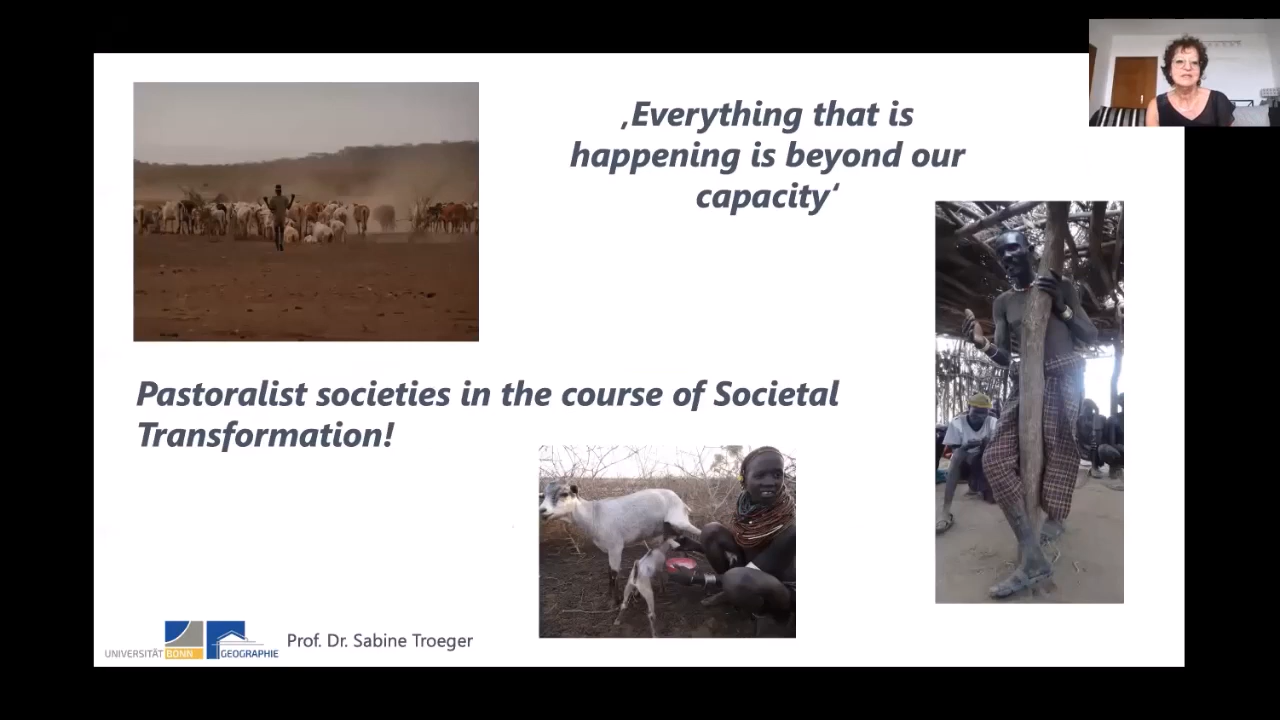 ‚Everything that is
happening is beyond our
capacity‘
Pastoralist societies in the course of Societal
Transformation!
UNIVERSITÄT BONN GEOGRAPHIE
Prof. Dr. Sabine Troeger